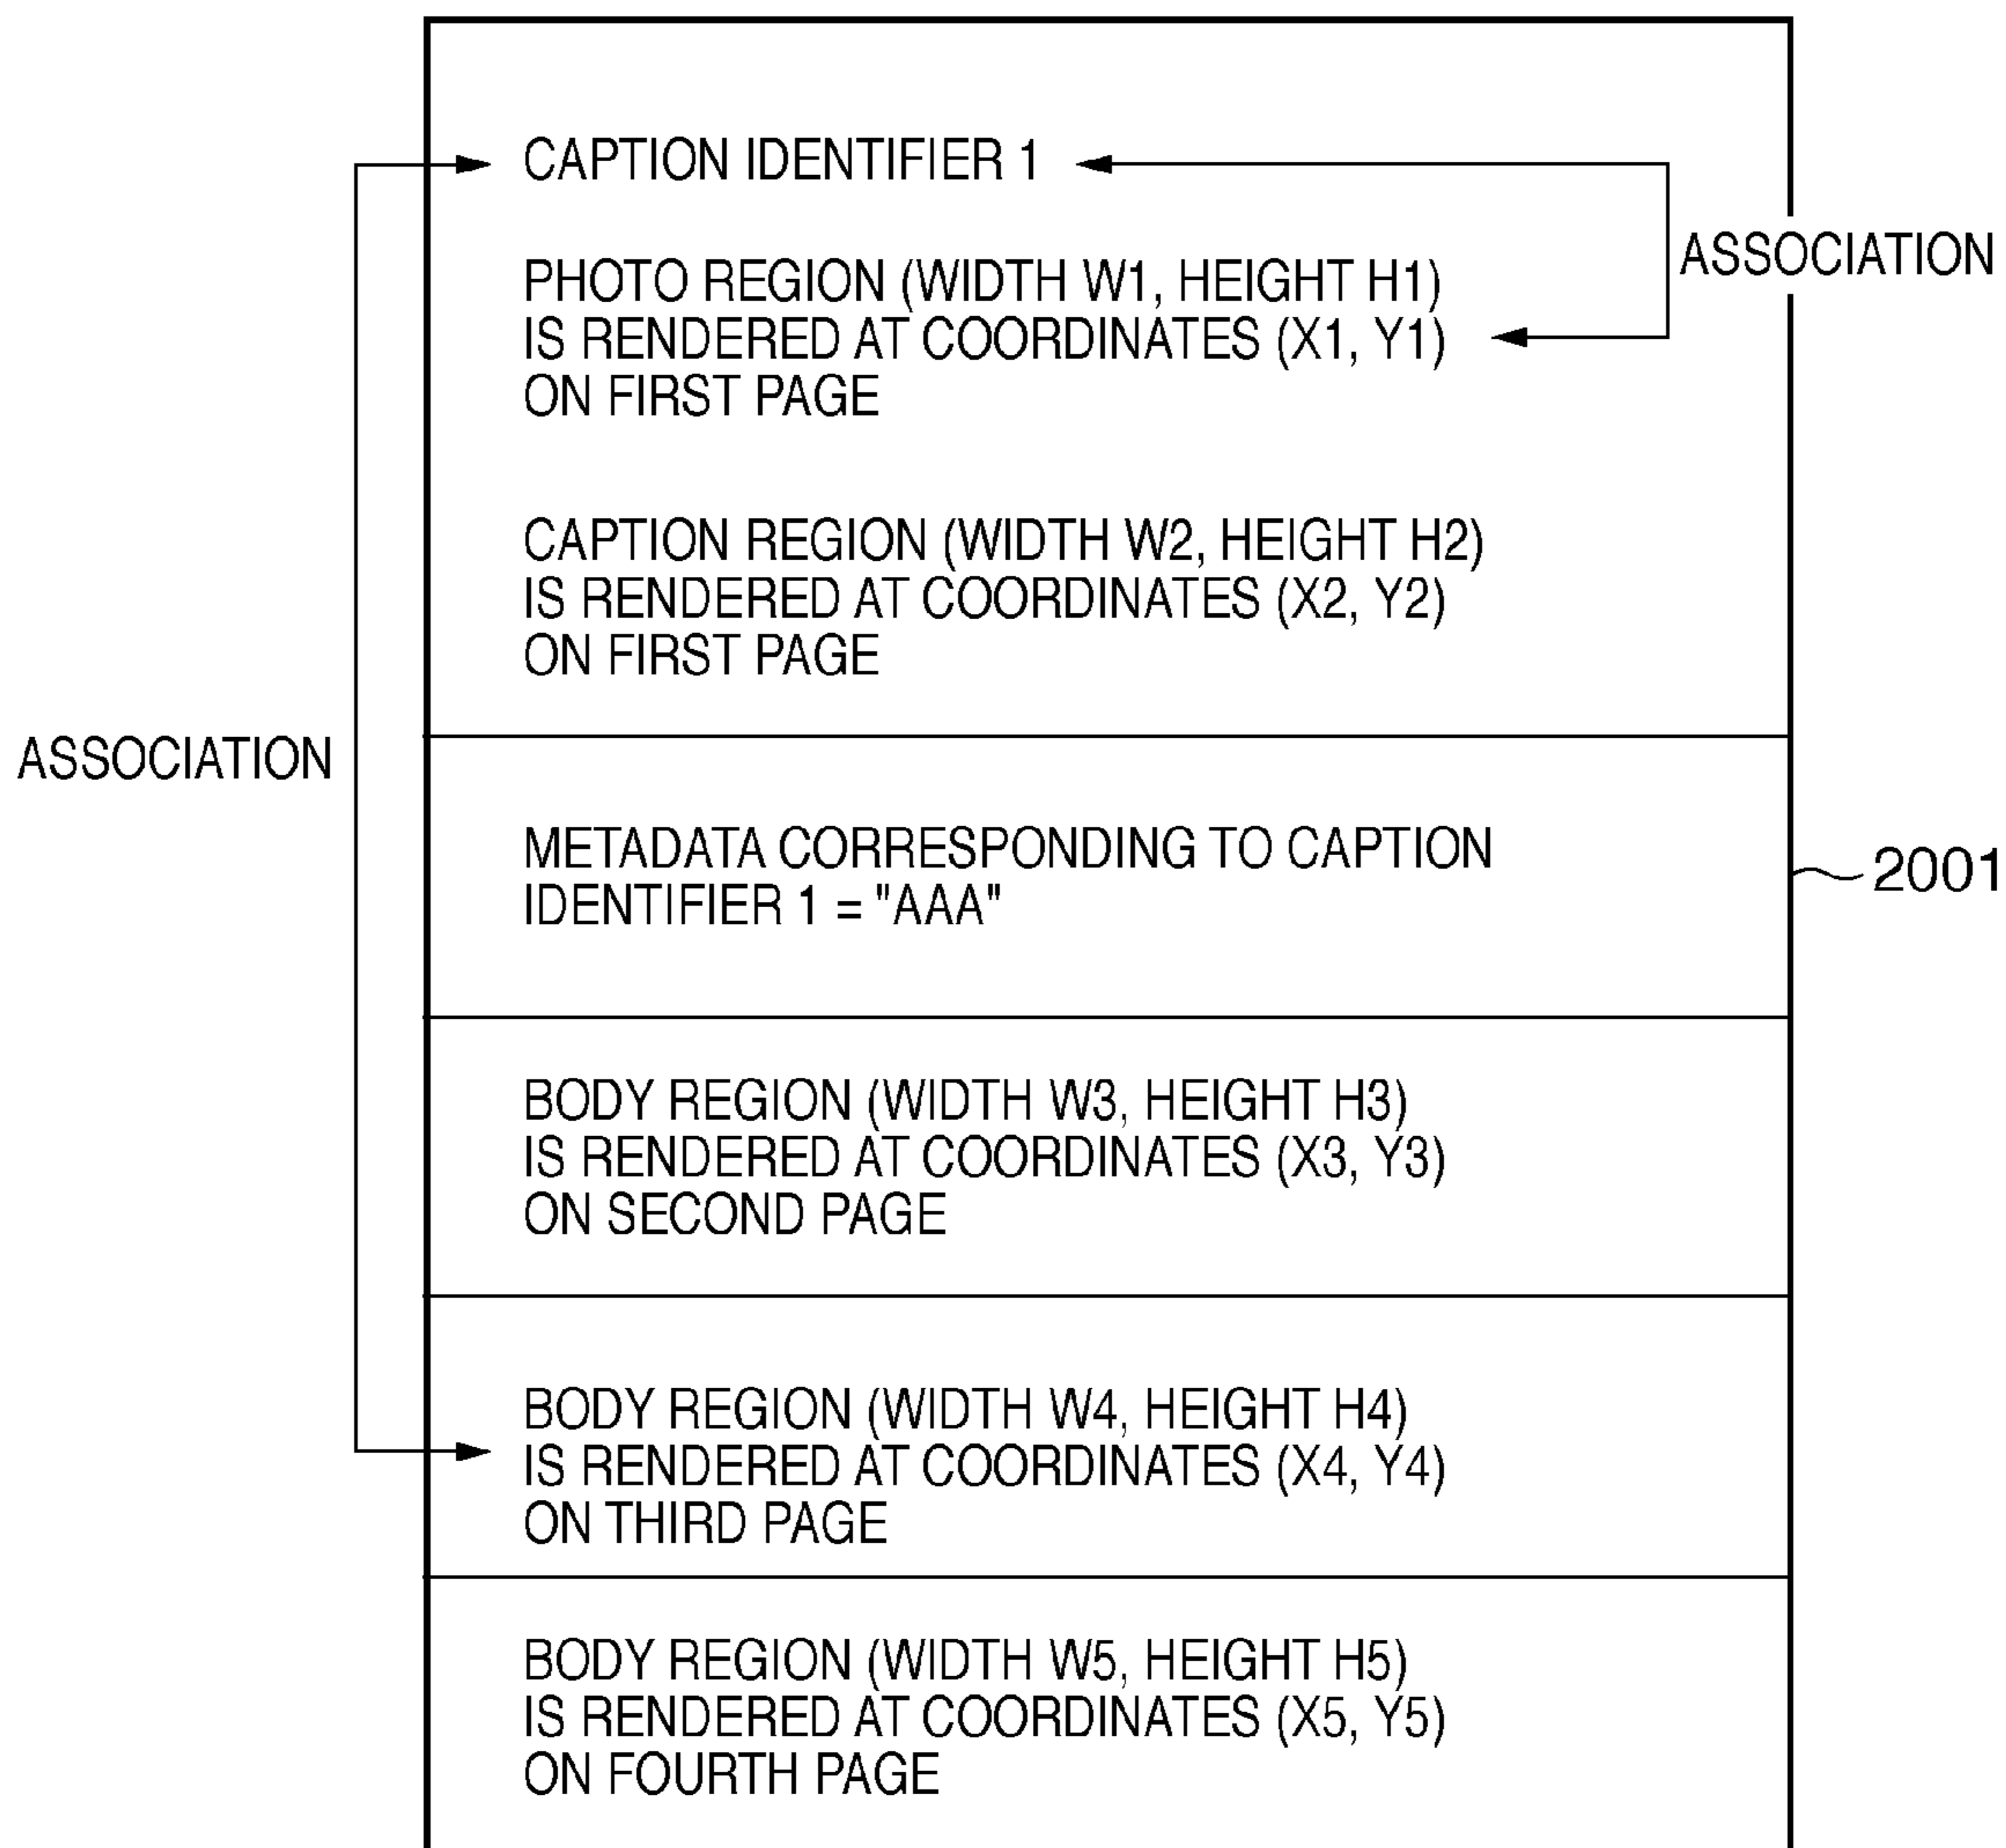 CAPTION IDENTIFIER 1
ASSOCIATION
PHOTO REGION (WIDTH W1, HEIGHT H1)
IS RENDERED AT COORDINATES (X1, Y1)
ON FIRST PAGE
CAPTION REGION (WIDTH W2, HEIGHT H2)
IS RENDERED AT COORDINATES (X2, Y2)
ON FIRST PAGE
ASSOCIATION
METADATA CORRESPONDING TO CAPTION
IDENTIFIER 1 = "AAA"
2001
BODY REGION (WIDTH W3, HEIGHT H3)
IS RENDERED AT COORDINATES (X3, Y3)
ON SECOND PAGE
BODY REGION (WIDTH W4, HEIGHT H4)
IS RENDERED AT COORDINATES (X4, Y4)
ON THIRD PAGE
BODY REGION (WIDTH W5, HEIGHT H5)
IS RENDERED AT COORDINATES (X5, Y5)
ON FOURTH PAGE